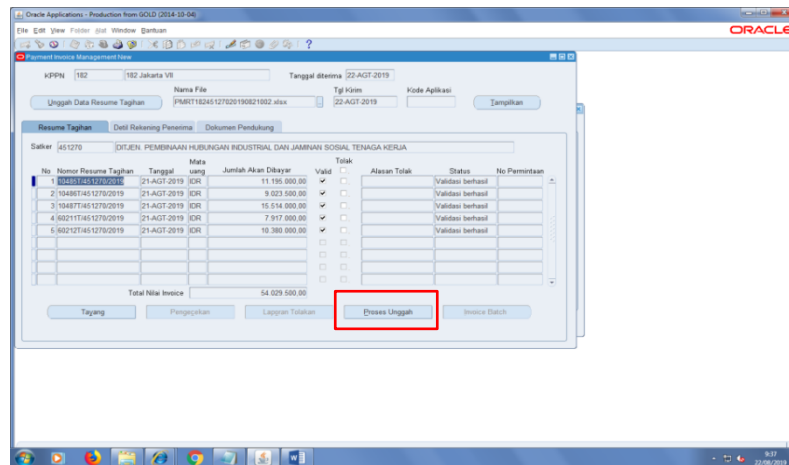 Oracle Applications - Production from GOLD (2014-10-04)
File Edit View Folder Alat Window Bantuan
ORACLE
Payment Invoice Management New
KPPN 182 182 Jakarta VII Tanggal diterima 22-AGT-2019
Nama File Tgl Kirim Kode Aplikasi
Unggah Data Resume Tagihan PMRT18245127020190821002.xlsx 22-AGT-2019 Tampilkan
Resume Tagihan Detil Rekening Penerima Dokumen Pendukung
Satker 451270 DITJEN. PEMBINAAN HUBUNGAN INDUSTRIAL DAN JAMINAN SOSIAL TENAGA KERJA
No Nomor Resume Tagihan Tanggal Mata uang Jumlah Akan Dibayar Valid Tolak Alasan Tolak Status No Permintaan
1 10485T/451270/2019 21-AGT-2019 IDR 11.195.000,00 Validasi berhasil
2 10486T/451270/2019 21-AGT-2019 IDR 9.023.500,00 Validasi berhasil
3 10487T/451270/2019 21-AGT-2019 IDR 15.514.000,00 Validasi berhasil
4 60211T/451270/2019 21-AGT-2019 IDR 7.917.000,00 Validasi berhasil
5 60212T/451270/2019 21-AGT-2019 IDR 10.380.000,00 Validasi berhasil
Total Nilai Invoice 54.029.500,00
Tayang Pengecekan Lappran Tolakan Proses Unggah Invoice Batch
9:37
22/08/2019